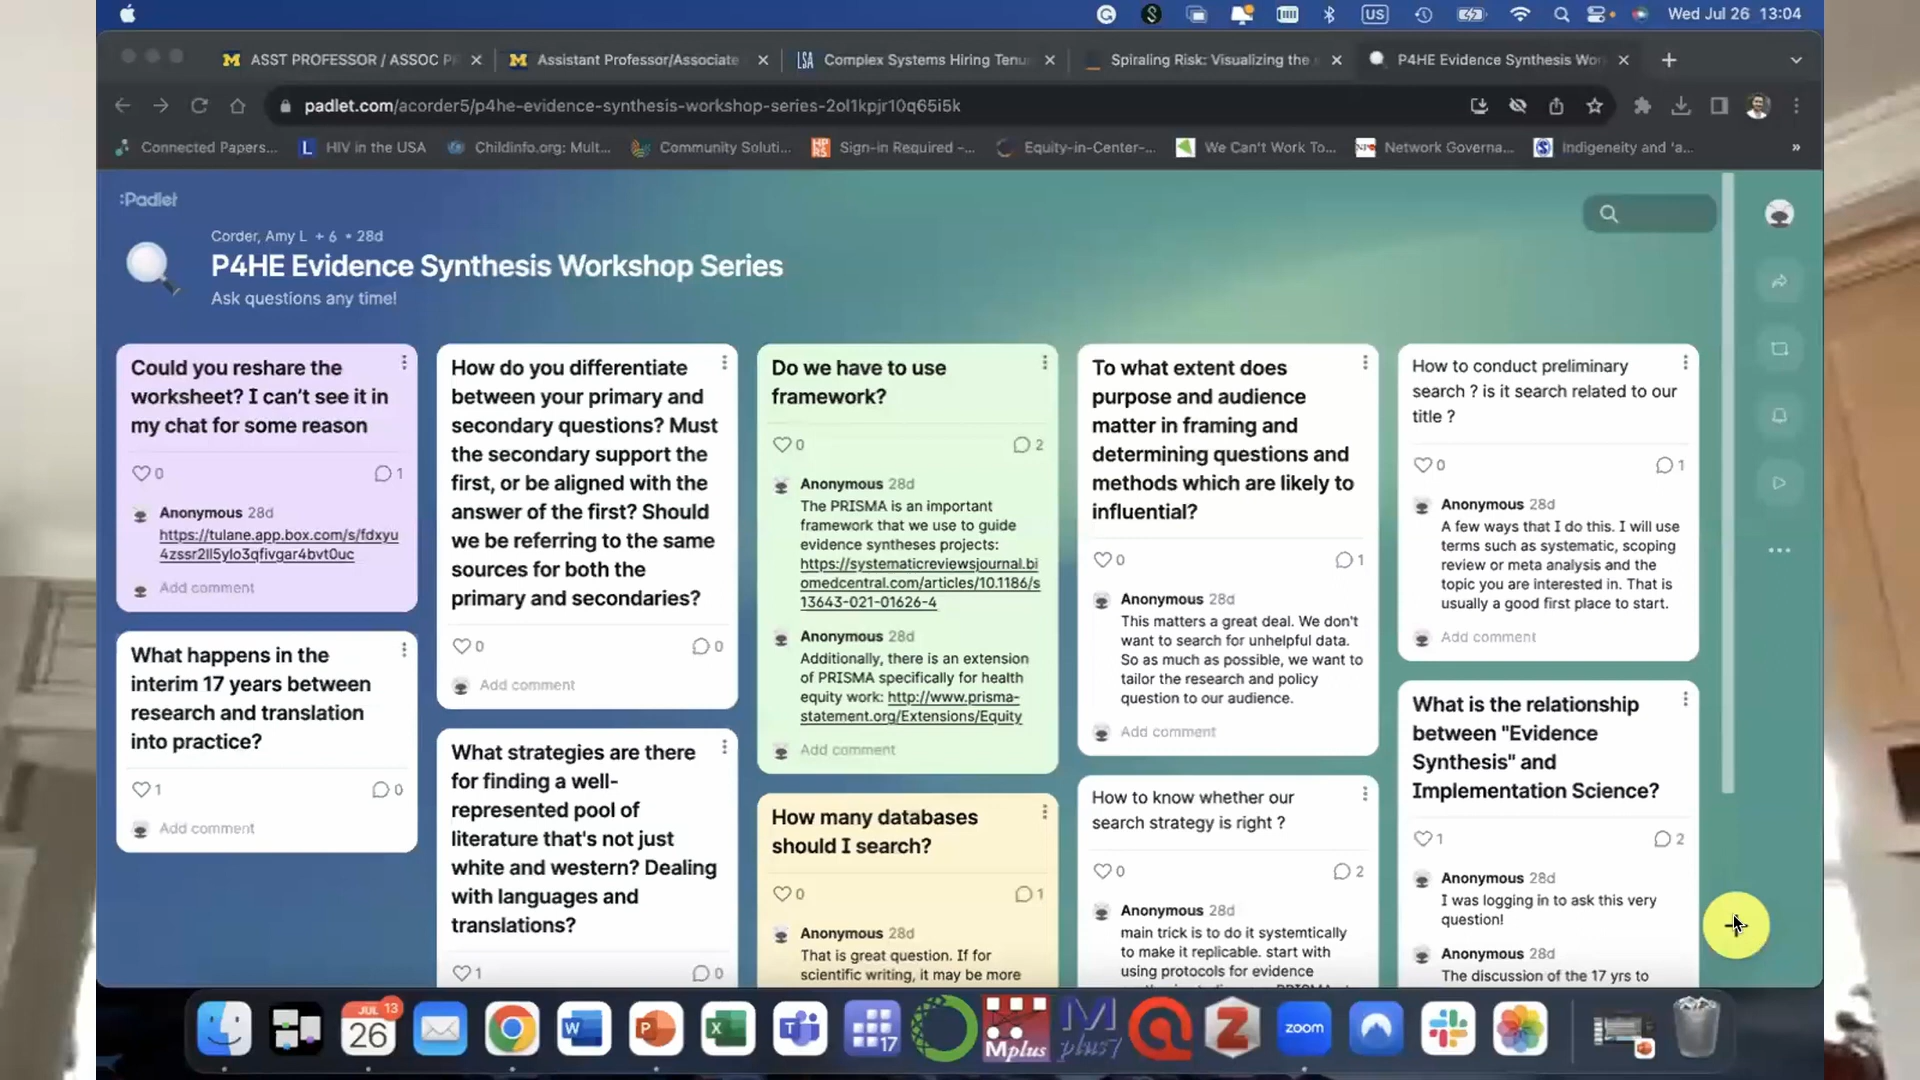 US
Wed Jul 26 13:04
ASST PROFESSOR / ASSOC P
Assistant Professor/Associate
LSA Complex Systems Hiring Tenu
Spiraling Risk: Visualizing the
P4HE Evidence Synthesis Wor
padlet.com/acorder5/p4he-evidence-synthesis-workshop-series-2ol1kpjr10q65i5k
Connected Papers...
HIV in the USA
Childinfo.org: Mult...
Community Soluti...
Sign-in Required -...
Equity-in-Center-...
We Can't Work To...
Network Governa...
Indigeneity and 'a...
»
:Padlet
Corder, Amy L + 6 • 28d
P4HE Evidence Synthesis Workshop Series
Ask questions any time!
Could you reshare the
worksheet? I can't see it in
my chat for some reason
0
1
Anonymous 28d
https://tulane.app.box.com/s/fdxyu
4zssr2ll5ylo3qfivgar4bvt0uc
Add comment
What happens in the
interim 17 years between
research and translation
into practice?
1
0
Add comment
How do you differentiate
between your primary and
secondary questions? Must
the secondary support the
first, or be aligned with the
answer of the first? Should
we be referring to the same
sources for both the
primary and secondaries?
0
0
Add comment
What strategies are there
for finding a well-
represented pool of
literature that's not just
white and western? Dealing
with languages and
translations?
1
0
Do we have to use
framework?
0
2
Anonymous 28d
The PRISMA is an important
framework that we use to guide
evidence syntheses projects:
https://systematicreviewsjournal.bi
omedcentral.com/articles/10.1186/s
13643-021-01626-4
Anonymous 28d
Additionally, there is an extension
of PRISMA specifically for health
equity work: http://www.prisma-
statement.org/Extensions/Equity
Add comment
How many databases
should I search?
0
1
Anonymous 28d
That is great question. If for
scientific writing, it may be more
To what extent does
purpose and audience
matter in framing and
determining questions and
methods which are likely to
influential?
0
1
Anonymous 28d
This matters a great deal. We don't
want to search for unhelpful data.
So as much as possible, we want to
tailor the research and policy
question to our audience.
Add comment
How to know whether our
search strategy is right ?
0
2
Anonymous 28d
main trick is to do it systemtically
to make it replicable. start with
using protocols for evidence
How to conduct preliminary
search ? is it search related to our
title ?
0
1
Anonymous 28d
A few ways that I do this. I will use
terms such as systematic, scoping
review or meta analysis and the
topic you are interested in. That is
usually a good first place to start.
Add comment
What is the relationship
between "Evidence
Synthesis" and
Implementation Science?
1
2
Anonymous 28d
I was logging in to ask this very
question!
Anonymous 28d
The discussion of the 17 yrs to
JUL 13
26
W
P
X
T
17
Mplus
M
plus7
Z
zoom